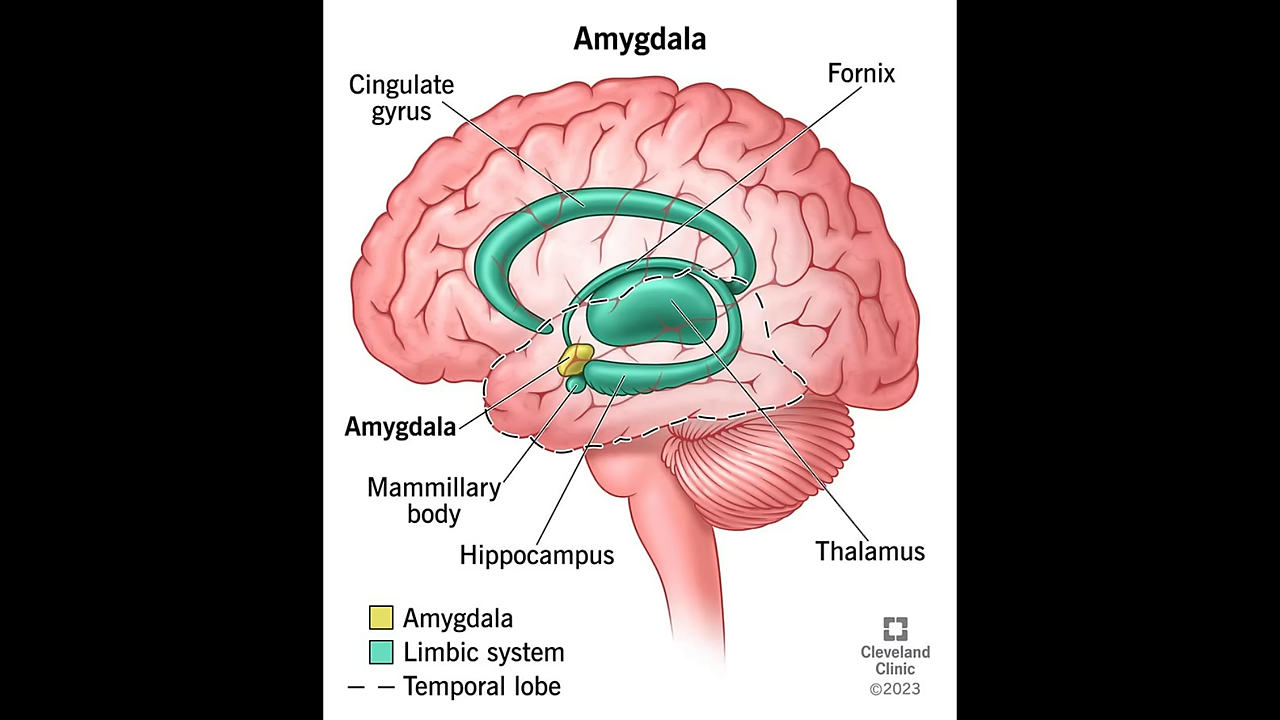 Amygdala
Cingulate
gyrus
Fornix
Amygdala
Mammillary
body
Hippocampus
Thalamus
Amygdala
Limbic system
Temporal lobe
Cleveland
Clinic
©2023